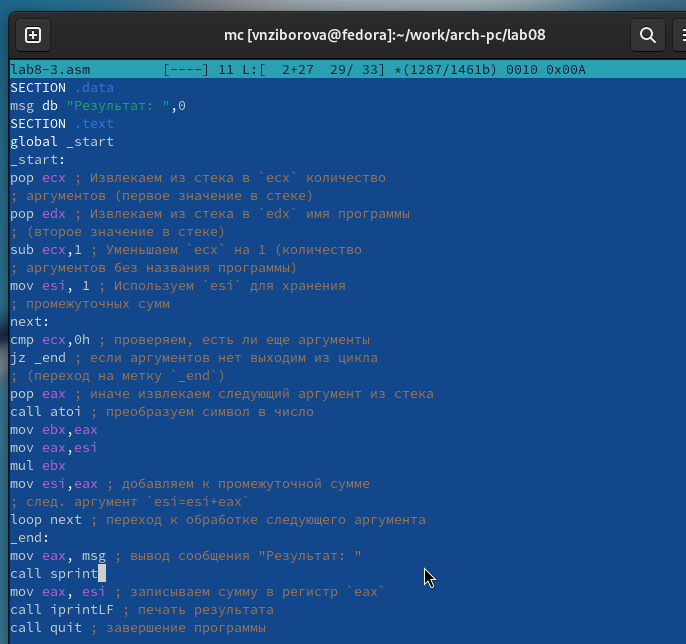 mc [vnziborova@fedora]:~/work/arch-pc/lab08
lab8-3.asm [----] 11 L:[ 2+27 29/ 33] *(1287/1461b) 0010 0x00A
SECTION .data
msg db "Результат: ",0
SECTION .text
global _start
_start:
pop ecx ; Извлекаем из стека в `ecx` количество
; аргументов (первое значение в стеке)
pop edx ; Извлекаем из стека в `edx` имя программы
; (второе значение в стеке)
sub ecx,1 ; Уменьшаем `ecx` на 1 (количество
; аргументов без названия программы)
mov esi, 1 ; Используем `esi` для хранения
; промежуточных сумм
next:
cmp ecx,0h ; проверяем, есть ли еще аргументы
jz _end ; если аргументов нет выходим из цикла
; (переход на метку `_end`)
pop eax ; иначе извлекаем следующий аргумент из стека
call atoi ; преобразуем символ в число
mov ebx,eax
mov eax,esi
mul ebx
mov esi,eax ; добавляем к промежуточной сумме
; след. аргумент `esi=esi+eax`
loop next ; переход к обработке следующего аргумента
_end:
mov eax, msg ; вывод сообщения "Результат: "
call sprint
mov eax, esi ; записываем сумму в регистр `eax`
call iprintLF ; печать результата
call quit ; завершение программы